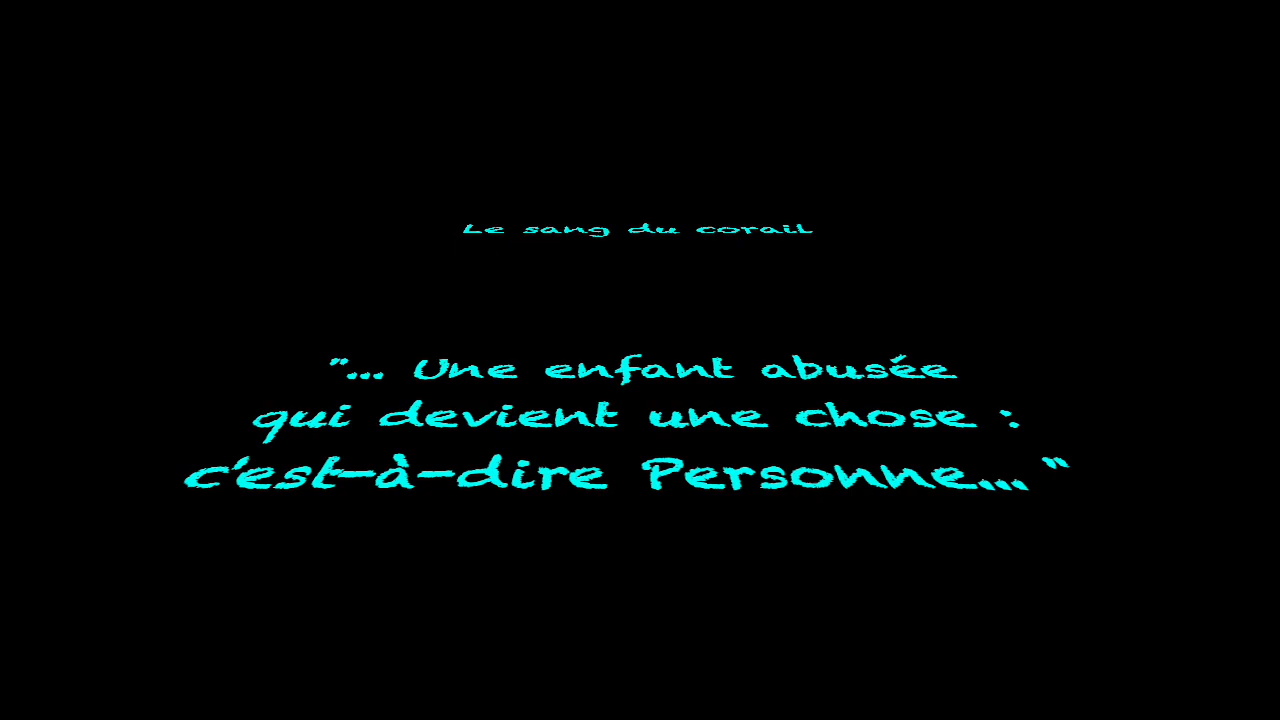 Le sang du corail
"... Une enfant abusée
qui devient une chose :
c'est-à-dire Personne..."